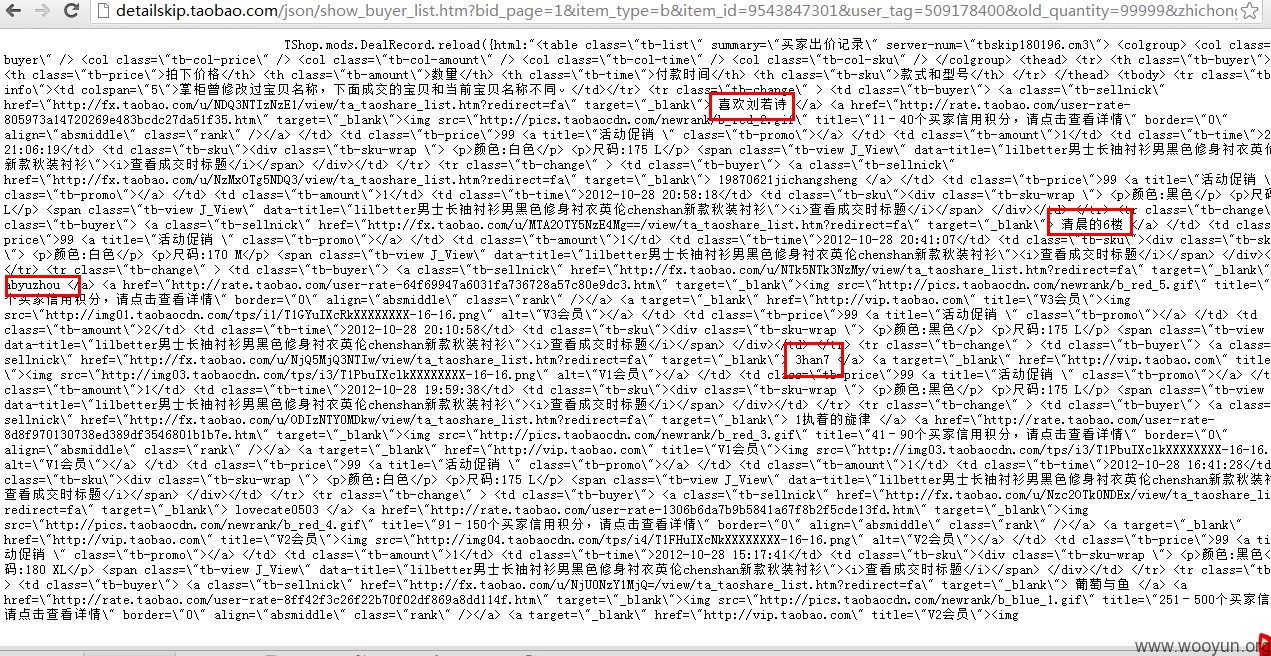 detailskip.taobao.com/json/show_buyer_list.htm?bid_page=1&item_type=b&item_id=9543847301&user_tag=509178400&old_quantity=99999&zhichong
TShop.mods.DealRecord.reload({html:"<table class=\"tb-list\" summary=\"买家出价记录\" server-num=\"tbskip180196.cm3\"> <colgroup> <col class=
buyer\" /> <col class=\"tb-col-price\" /> <col class=\"tb-col-amount\" /> <col class=\"tb-col-time\" /> <col class=\"tb-col-sku\" /> </colgroup> <thead> <tr> <th class=\"tb-buyer\">
<th class=\"tb-price\">拍下价格</th> <th class=\"tb-amount\">数量</th> <th class=\"tb-time\">付款时间</th> <th class=\"tb-sku\">款式和型号</th> </tr> </thead> <tbody> <tr class=
info\"><td colspan=\"5\">掌柜曾修改过宝贝名称，下面成交的宝贝和当前宝贝名称不同。</td></tr> <tr class=\"tb-change\" > <td class=\"tb-buyer\"> <a class=\"tb-sellnick\"
href=\"http://fx.taobao.com/u/NDQ3NTIzNzE1/view/ta_taoshare_list.htm?redirect=fa\" target=\"_blank\"> 喜欢刘若诗 </a> <a href=\"http://rate.taobao.com/user-rate-
805973a14720269e483bcdc27da51f35.htm\" target=\"_blank\"><img src=\"http://pics.taobaocdn.com/newrank/b_red_2.gif\" title=\"11－40个买家信用积分，请点击查看详情\" border=\"0\"
align=\"absmiddle\" class=\"rank\" /></a> </td> <td class=\"tb-price\">99 <a title=\"活动促销 \" class=\"tb-promo\"></a> </td> <td class=\"tb-amount\">1</td> <td class=\"tb-time\">2
21:06:19</td> <td class=\"tb-sku\"><div class=\"tb-sku-wrap \"> <p>颜色:白色</p> <p>尺码:175 L</p> <span class=\"tb-view J_View\" data-title=\"lilbetter男士长袖衬衫男黑色修身衬衣英伦
新款秋装衬衫\"><i>查看成交时标题</i></span> </div></td> </tr> <tr class=\"tb-change\" > <td class=\"tb-buyer\"> <a class=\"tb-sellnick\"
href=\"http://fx.taobao.com/u/NzMxOTg5NDQ3/view/ta_taoshare_list.htm?redirect=fa\" target=\"_blank\"> 19870621jichangsheng </a> </td> <td class=\"tb-price\">99 <a title=\"活动促销 \"
class=\"tb-promo\"></a> </td> <td class=\"tb-amount\">1</td> <td class=\"tb-time\">2012-10-28 20:58:18</td> <td class=\"tb-sku\"><div class=\"tb-sku-wrap \"> <p>颜色:黑色</p> <p>尺码
L</p> <span class=\"tb-view J_View\" data-title=\"lilbetter男士长袖衬衫男黑色修身衬衣英伦chenshan新款秋装衬衫\"><i>查看成交时标题</i></span> </div></td> </tr> <tr class=\"tb-change
class=\"tb-buyer\"> <a class=\"tb-sellnick\" href=\"http://fx.taobao.com/u/MTA2OTY5NzE4Mg==/view/ta_taoshare_list.htm?redirect=fa\" target=\"_blank\"> 清晨的6楼 </a> </td> <td class=\"tb-
price\">99 <a title=\"活动促销 \" class=\"tb-promo\"></a> </td> <td class=\"tb-amount\">1</td> <td class=\"tb-time\">2012-10-28 20:41:07</td> <td class=\"tb-sku\"><div class=\"tb-sk
<p>颜色:白色</p> <p>尺码:170 M</p> <span class=\"tb-view J_View\" data-title=\"lilbetter男士长袖衬衫男黑色修身衬衣英伦chenshan新款秋装衬衫\"><i>查看成交时标题</i></span> </div></td>
</tr> <tr class=\"tb-change\" > <td class=\"tb-buyer\"> <a class=\"tb-sellnick\" href=\"http://fx.taobao.com/u/NTk5NTk3NzMy/view/ta_taoshare_list.htm?redirect=fa\" target=\"_blank\"
byuzhou </a> <a href=\"http://rate.taobao.com/user-rate-64f69947a6031fa736728a57c80e9dc3.htm\" target=\"_blank\"><img src=\"http://pics.taobaocdn.com/newrank/b_red_5.gif\" title=
个买家信用积分，请点击查看详情\" border=\"0\" align=\"absmiddle\" class=\"rank\" /></a> <a target=\"_blank\" href=\"http://vip.taobao.com\" title=\"V3会员\"><img
src=\"http://img01.taobaocdn.com/tps/i1/T1GYuIXcRkXXXXXXXX-16-16.png\" alt=\"V3会员\"></a> </td> <td class=\"tb-price\">99 <a title=\"活动促销 \" class=\"tb-promo\"></a> </td> <td
class=\"tb-amount\">2</td> <td class=\"tb-time\">2012-10-28 20:10:58</td> <td class=\"tb-sku\"><div class=\"tb-sku-wrap \"> <p>颜色:黑色</p> <p>尺码:175 L</p> <span class=\"tb-view
data-title=\"lilbetter男士长袖衬衫男黑色修身衬衣英伦chenshan新款秋装衬衫\"><i>查看成交时标题</i></span> </div></td> </tr> <tr class=\"tb-change\" > <td class=\"tb-buyer\"> <a class=
sellnick\" href=\"http://fx.taobao.com/u/NjQ5MjQ3NTIw/view/ta_taoshare_list.htm?redirect=fa\" target=\"_blank\"> 3han7 </a> <a target=\"_blank\" href=\"http://vip.taobao.com\" title=
\"><img src=\"http://img03.taobaocdn.com/tps/i3/T1PbuIXclkXXXXXXXX-16-16.png\" alt=\"V1会员\"></a> </td> <td class=\"tb-price\">99 <a title=\"活动促销 \" class=\"tb-promo\"></a> </td>
class=\"tb-amount\">1</td> <td class=\"tb-time\">2012-10-28 19:59:38</td> <td class=\"tb-sku\"><div class=\"tb-sku-wrap \"> <p>颜色:黑色</p> <p>尺码:175 L</p> <span class=\"tb-view
data-title=\"lilbetter男士长袖衬衫男黑色修身衬衣英伦chenshan新款秋装衬衫\"><i>查看成交时标题</i></span> </div></td> </tr> <tr class=\"tb-change\" > <td class=\"tb-buyer\"> <a class=
sellnick\" href=\"http://fx.taobao.com/u/ODIzNTY0MDkw/view/ta_taoshare_list.htm?redirect=fa\" target=\"_blank\"> 1执着的旋律 </a> <a href=\"http://rate.taobao.com/user-rate-
8d8f970130738ed389df3546801b1b7e.htm\" target=\"_blank\"><img src=\"http://pics.taobaocdn.com/newrank/b_red_3.gif\" title=\"41－90个买家信用积分，请点击查看详情\" border=\"0\"
align=\"absmiddle\" class=\"rank\" /></a> <a target=\"_blank\" href=\"http://vip.taobao.com\" title=\"V1会员\"><img src=\"http://img03.taobaocdn.com/tps/i3/T1PbuIXclkXXXXXXXX-16-16.
alt=\"V1会员\"></a> </td> <td class=\"tb-price\">99 <a title=\"活动促销 \" class=\"tb-promo\"></a> </td> <td class=\"tb-amount\">1</td> <td class=\"tb-time\">2012-10-28 16:41:28</td>
class=\"tb-sku\"><div class=\"tb-sku-wrap \"> <p>颜色:白色</p> <p>尺码:175 L</p> <span class=\"tb-view J_View\" data-title=\"lilbetter男士长袖衬衫男黑色修身衬衣英伦chenshan新款秋装衬衫
查看成交时标题</i></span> </div></td> </tr> <tr class=\"tb-change\" > <td class=\"tb-buyer\"> <a class=\"tb-sellnick\" href=\"http://fx.taobao.com/u/Nzc2OTk0NDEx/view/ta_taoshare_li
redirect=fa\" target=\"_blank\"> lovecate0503 </a> <a href=\"http://rate.taobao.com/user-rate-1306b6da7b9b5841a67f8b2f5cde13fd.htm\" target=\"_blank\"><img
src=\"http://pics.taobaocdn.com/newrank/b_red_4.gif\" title=\"91－150个买家信用积分，请点击查看详情\" border=\"0\" align=\"absmiddle\" class=\"rank\" /></a> <a target=\"_blank\"
href=\"http://vip.taobao.com\" title=\"V2会员\"><img src=\"http://img04.taobaocdn.com/tps/i4/T1FHuIXcNkXXXXXXXX-16-16.png\" alt=\"V2会员\"></a> </td> <td class=\"tb-price\">99 <a ti
动促销 \" class=\"tb-promo\"></a> </td> <td class=\"tb-amount\">1</td> <td class=\"tb-time\">2012-10-28 15:17:41</td> <td class=\"tb-sku\"><div class=\"tb-sku-wrap \"> <p>颜色:黑色<
码:180 XL</p> <span class=\"tb-view J_View\" data-title=\"lilbetter男士长袖衬衫男黑色修身衬衣英伦chenshan新款秋装衬衫\"><i>查看成交时标题</i></span> </div></td> </tr> <tr class=\"
> <td class=\"tb-buyer\"> <a class=\"tb-sellnick\" href=\"http://fx.taobao.com/u/NjU0NzY1MjQ=/view/ta_taoshare_list.htm?redirect=fa\" target=\"_blank\"> 葡萄与鱼 </a> <a
href=\"http://rate.taobao.com/user-rate-8ff42f3c26f22b70f02df869a8dd114f.htm\" target=\"_blank\"><img src=\"http://pics.taobaocdn.com/newrank/b_blue_1.gif\" title=\"251－500个买家信
请点击查看详情\" border=\"0\" align=\"absmiddle\" class=\"rank\" /></a> <a target=\"_blank\" href=\"http://vip.taobao.com\" title=\"V2会员\"><img
www.wooyun.org